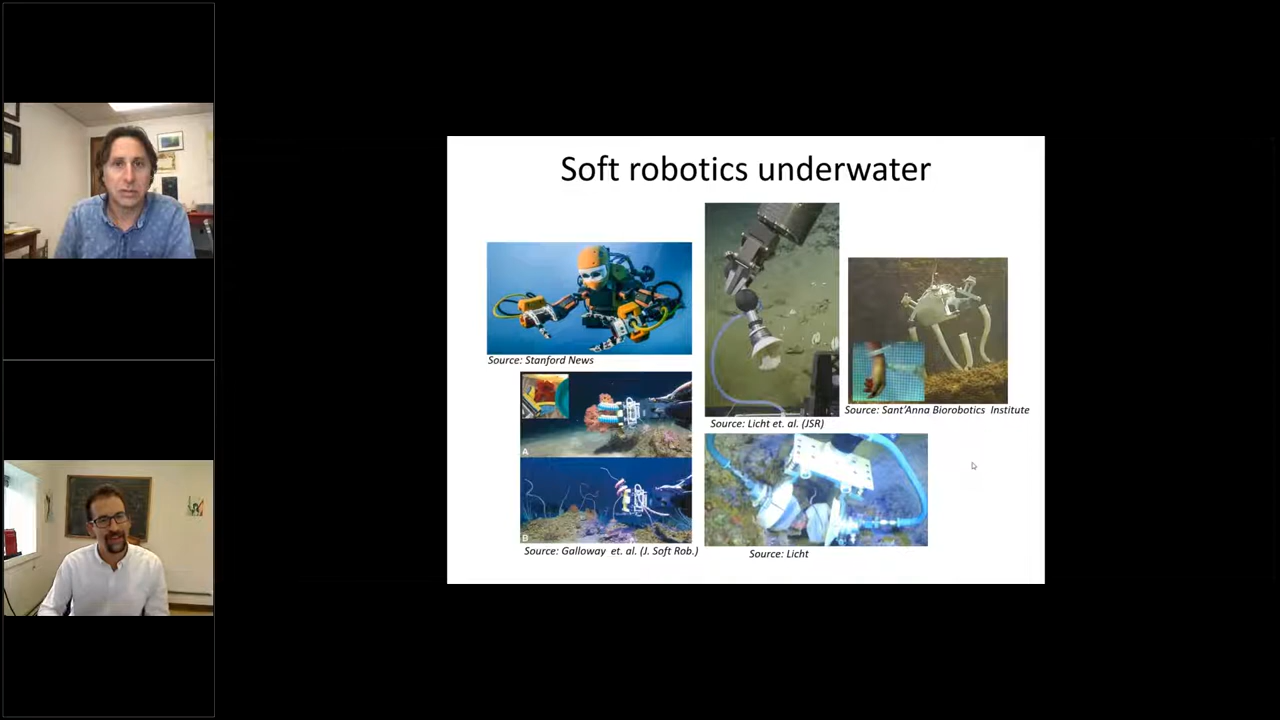 Soft robotics underwater
Source: Stanford News
Source: Licht et. al. (JSR)
Source: Sant'Anna Biorobotics Institute
A
B
Source: Galloway et. al. (J. Soft Rob.)
Source: Licht